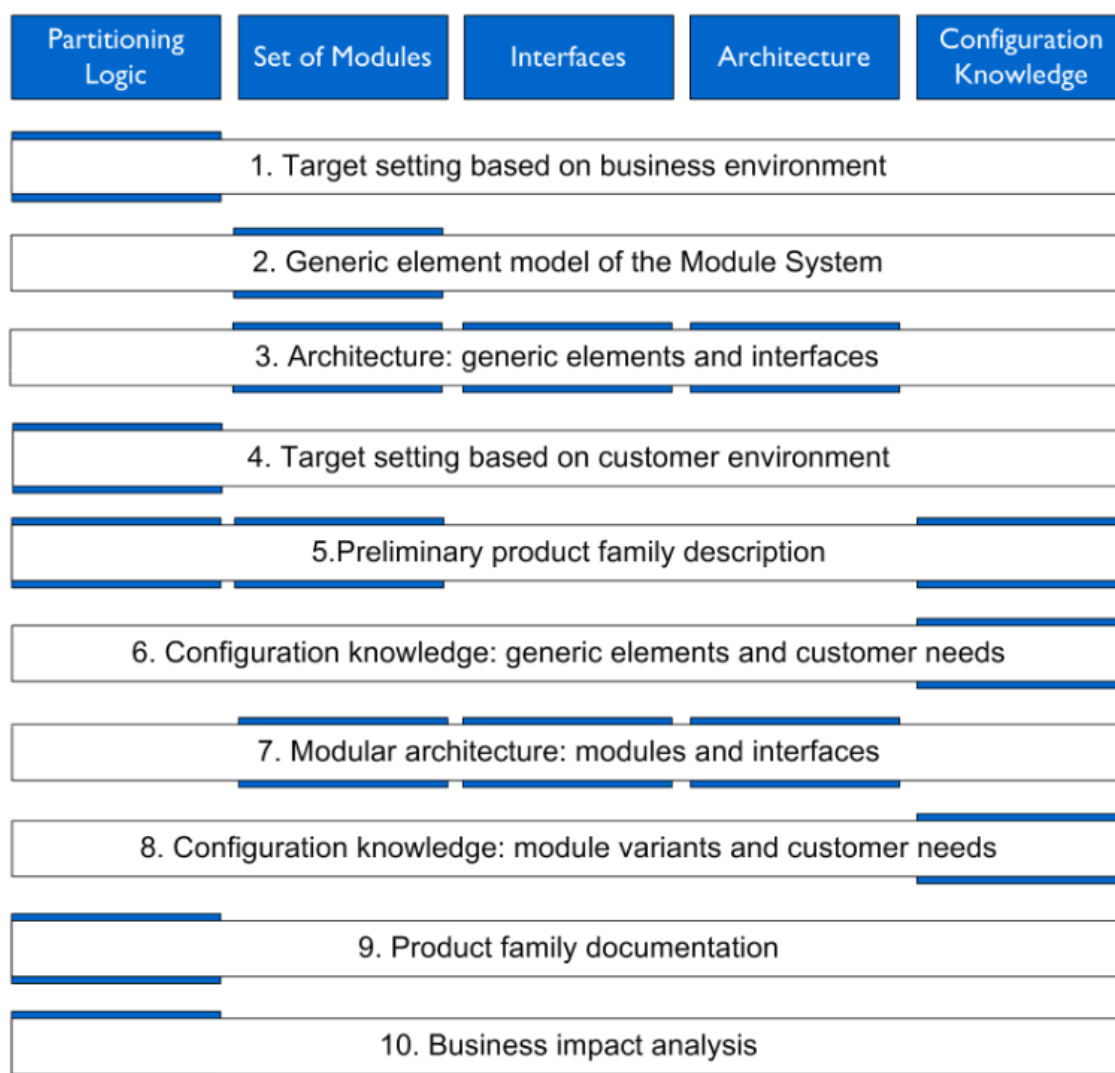 Partitioning
Logic
Set of Modules
Interfaces
Architecture
Configuration
Knowledge
1. Target setting based on business environment
2. Generic element model of the Module System
3. Architecture: generic elements and interfaces
4. Target setting based on customer environment
5.Preliminary product family description
6. Configuration knowledge: generic elements and customer needs
7. Modular architecture: modules and interfaces
8. Configuration knowledge: module variants and customer needs
9. Product family documentation
10. Business impact analysis